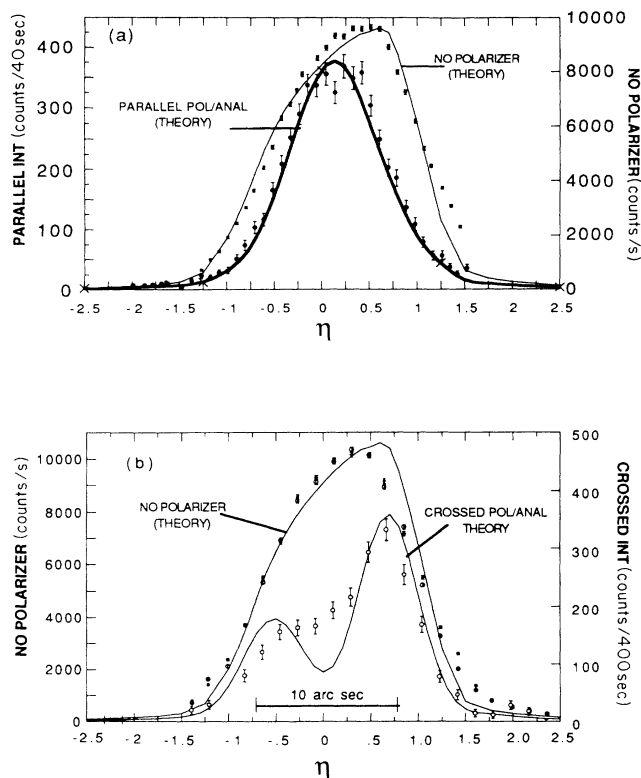 (a)
PARALLEL INT (counts/40sec)
400
300
200
100
0
10000
8000
6000
4000
2000
0
NO POLARIZER (counts/s)
NO POLARIZER
(THEORY)
PARALLEL POL/ANAL
(THEORY)
-2.5 -2 -1.5 -1 -0.5 0 0.5 1 1.5 2 2.5
η
(b)
NO POLARIZER (counts/s)
10000
8000
6000
4000
2000
0
500
400
300
200
100
0
CROSSED INT (counts/400sec)
NO POLARIZER
(THEORY)
CROSSED POL/ANAL
THEORY
10 arc sec
-2.5 -2.0 -1.5 -1 -.5 0 .5 1.0 1.5 2.0 2.5
η